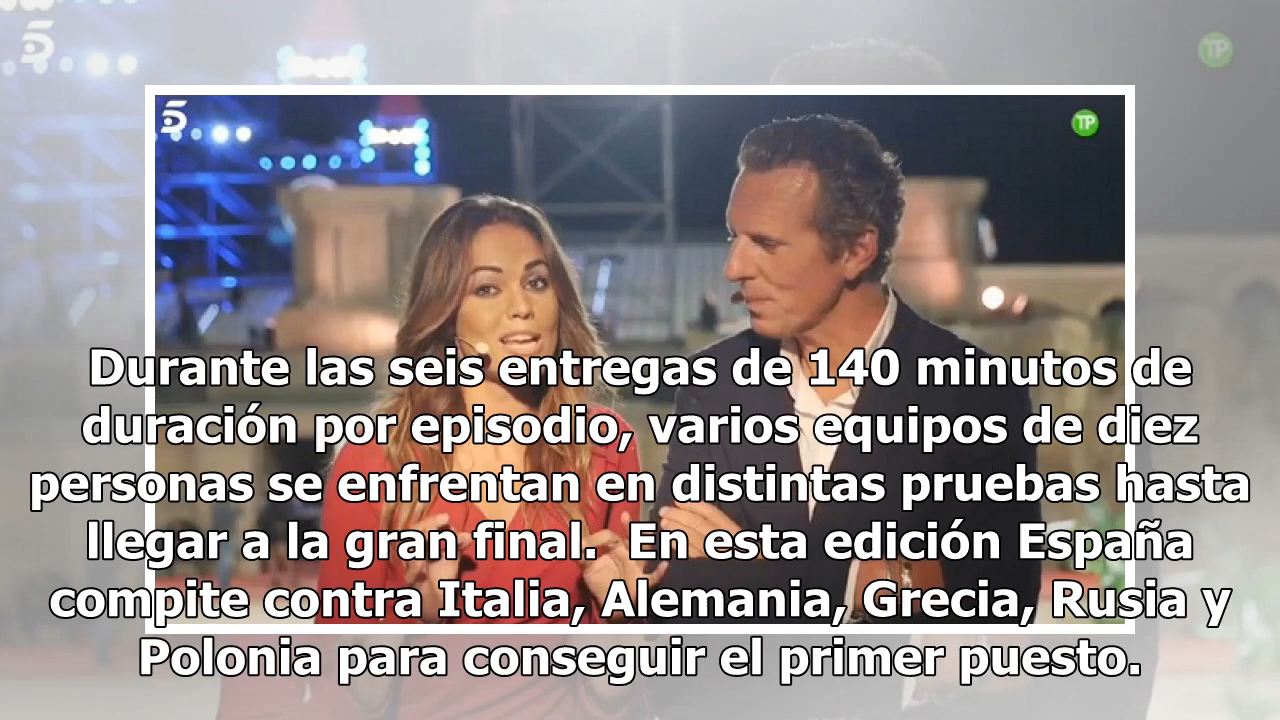 5
TP
5
TP
Durante las seis entregas de 140 minutos de
duración por episodio, varios equipos de diez
personas se enfrentan en distintas pruebas hasta
llegar a la gran final.  En esta edición España
compite contra Italia, Alemania, Grecia, Rusia y
Polonia para conseguir el primer puesto.